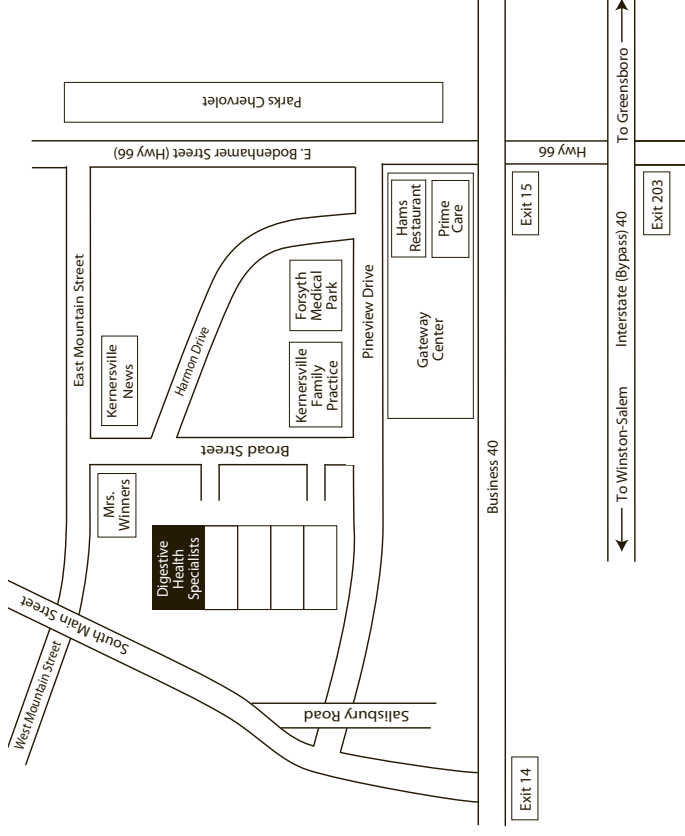 Parks Chervolet
E. Bodenhamer Street (Hwy 66)
Hwy 66
To Greensboro
East Mountain Street
Kernersville
News
Harmon Drive
Forsyth
Medical
Park
Kernersville
Family
Practice
Pineview Drive
Hams
Restaurant
Prime
Care
Gateway
Center
Exit 15
Exit 203
Interstate (Bypass) 40
To Winston-Salem
Business 40
Broad Street
Mrs.
Winners
Digestive
Health
Specialists
South Main Street
West Mountain Street
Salisbury Road
Exit 14